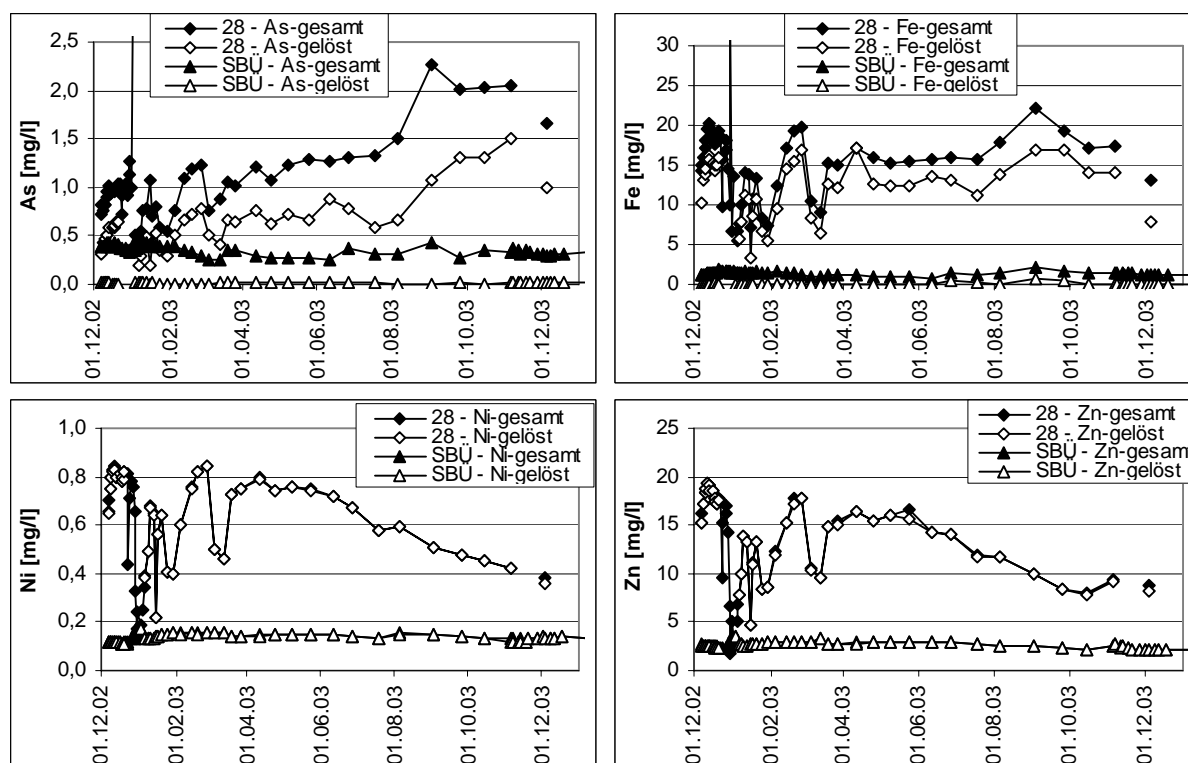 28 - As-gesamt
28 - As-gelöst
SBÜ - As-gesamt
SBÜ - As-gelöst
As [mg/l]
2,5
2,0
1,5
1,0
0,5
0,0
01.12.02
01.02.03
01.04.03
01.06.03
01.08.03
01.10.03
01.12.03
28 - Fe-gesamt
28 - Fe-gelöst
SBÜ - Fe-gesamt
SBÜ - Fe-gelöst
Fe [mg/l]
30
25
20
15
10
5
0
01.12.02
01.02.03
01.04.03
01.06.03
01.08.03
01.10.03
01.12.03
28 - Ni-gesamt
28 - Ni-gelöst
SBÜ - Ni-gesamt
SBÜ - Ni-gelöst
Ni [mg/l]
1,0
0,8
0,6
0,4
0,2
0,0
01.12.02
01.02.03
01.04.03
01.06.03
01.08.03
01.10.03
01.12.03
28 - Zn-gesamt
28 - Zn-gelöst
SBÜ - Zn-gesamt
SBÜ - Zn-gelöst
Zn [mg/l]
25
20
15
10
5
0
01.12.02
01.02.03
01.04.03
01.06.03
01.08.03
01.10.03
01.12.03